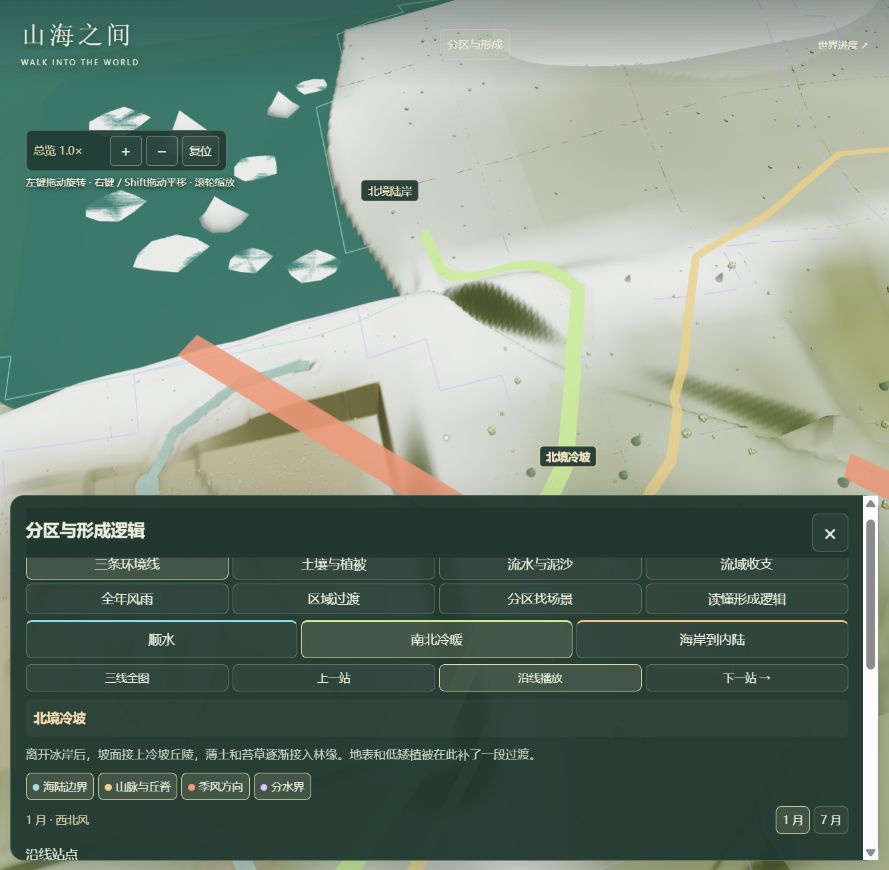 山海之间
WALK INTO THE WORLD
分区与形成
世界进度 ↗
总览 1.0×
+
−
复位
左键拖动旋转 · 右键 / Shift拖动平移 · 滚轮缩放
北境陆岸
北境冷坡
分区与形成逻辑
×
三条环境线
土壤与植被
流水与泥沙
流域收支
全年风雨
区域过渡
分区找场景
读懂形成逻辑
顺水
南北冷暖
海岸到内陆
三线全图
上一站
沿线播放
下一站 →
北境冷坡
离开冰岸后，坡面接上冷坡丘陵，薄土和苔草逐渐接入林缘。地表和低矮植被在此补了一段过渡。
海陆边界
山脉与丘脊
季风方向
分水界
1 月 · 西北风
1 月
7 月
沿线站点